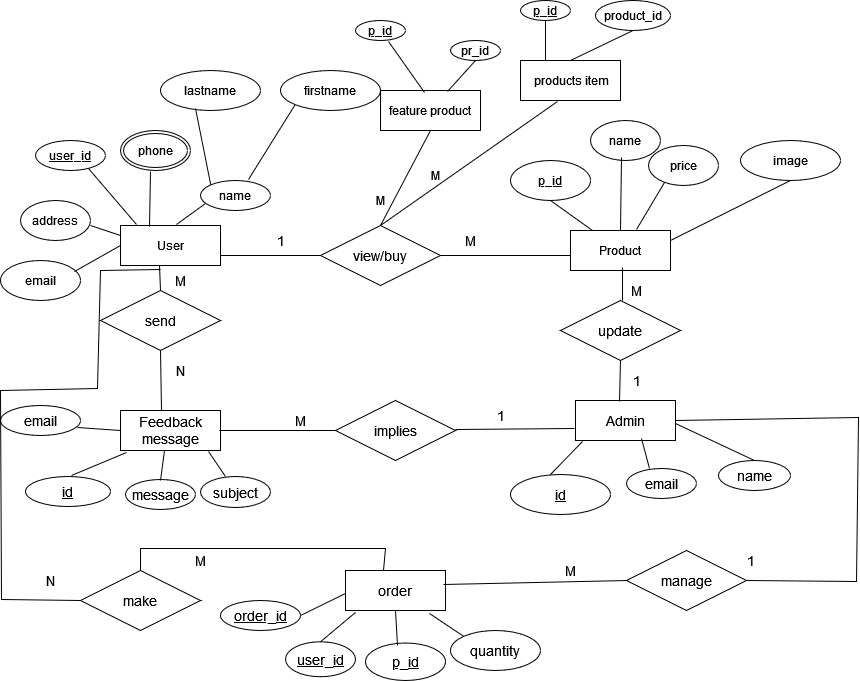 p_id
product_id
p_id
pr_id
products item
lastname
firstname
feature product
user_id
phone
name
name
price
image
p_id
M
address
M
User
1
view/buy
M
Product
email
M
M
send
update
N
1
email
Feedback
message
M
implies
1
Admin
id
message
subject
id
email
name
M
1
N
make
order
M
manage
order_id
user_id
p_id
quantity